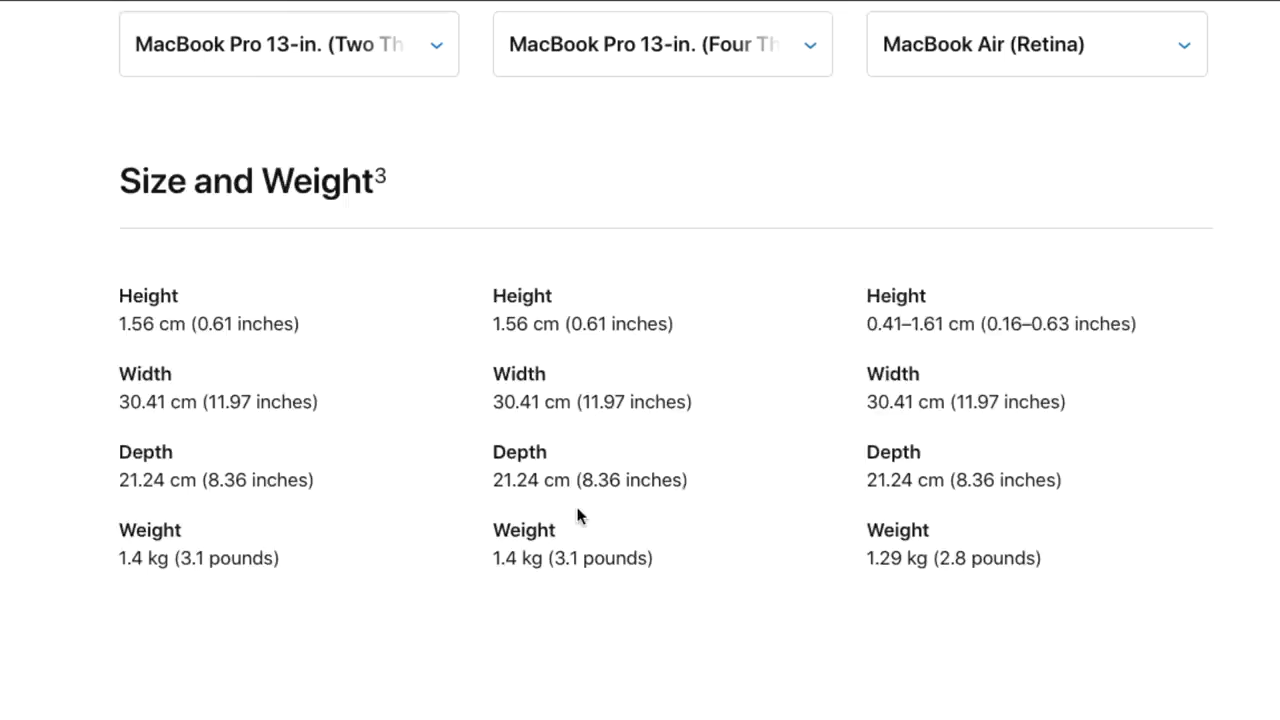 MacBook Pro 13-in. (Two Th
MacBook Pro 13-in. (Four Th
MacBook Air (Retina)
Size and Weight³
Height
1.56 cm (0.61 inches)
Width
30.41 cm (11.97 inches)
Depth
21.24 cm (8.36 inches)
Weight
1.4 kg (3.1 pounds)
Height
1.56 cm (0.61 inches)
Width
30.41 cm (11.97 inches)
Depth
21.24 cm (8.36 inches)
Weight
1.4 kg (3.1 pounds)
Height
0.41–1.61 cm (0.16–0.63 inches)
Width
30.41 cm (11.97 inches)
Depth
21.24 cm (8.36 inches)
Weight
1.29 kg (2.8 pounds)